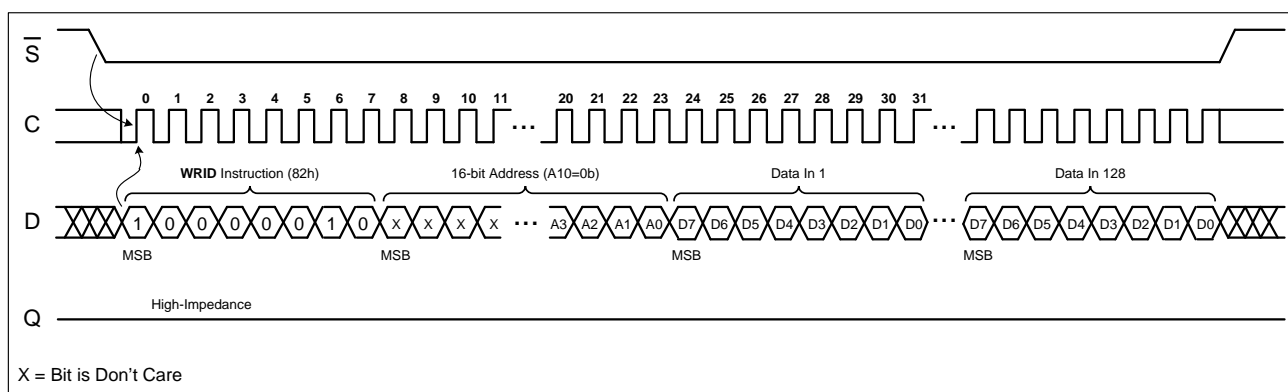 S
0 1 2 3 4 5 6 7 8 9 10 11 20 21 22 23 24 25 26 27 28 29 30 31
C ... ...
WRID Instruction (82h) 16-bit Address (A10=0b) Data In 1 Data In 128
D 1 0 0 0 0 0 1 0 X X X X ... A3 A2 A1 A0 D7 D6 D5 D4 D3 D2 D1 D0 ... D7 D6 D5 D4 D3 D2 D1 D0
MSB MSB MSB MSB
High-Impedance
Q
X = Bit is Don't Care